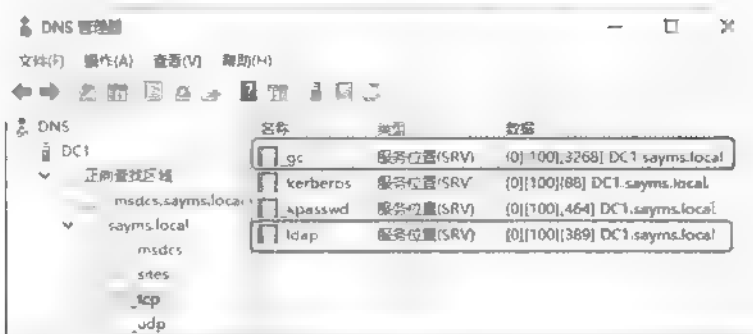 DNS 管理器
文件(F) 操作(A) 查看(V) 帮助(H)
DNS
DC1
正向查找区域
_msdcs.sayms.local
sayms.local
_msdcs
_sites
_tcp
_udp
名称 类型 数据
_gc 服务位置(SRV) [0][100][3268] DC1.sayms.local
_kerberos 服务位置(SRV) [0][100][88] DC1.sayms.local.
_kpasswd 服务位置(SRV) [0][100][464] DC1.sayms.local.
_ldap 服务位置(SRV) [0][100][389] DC1.sayms.local